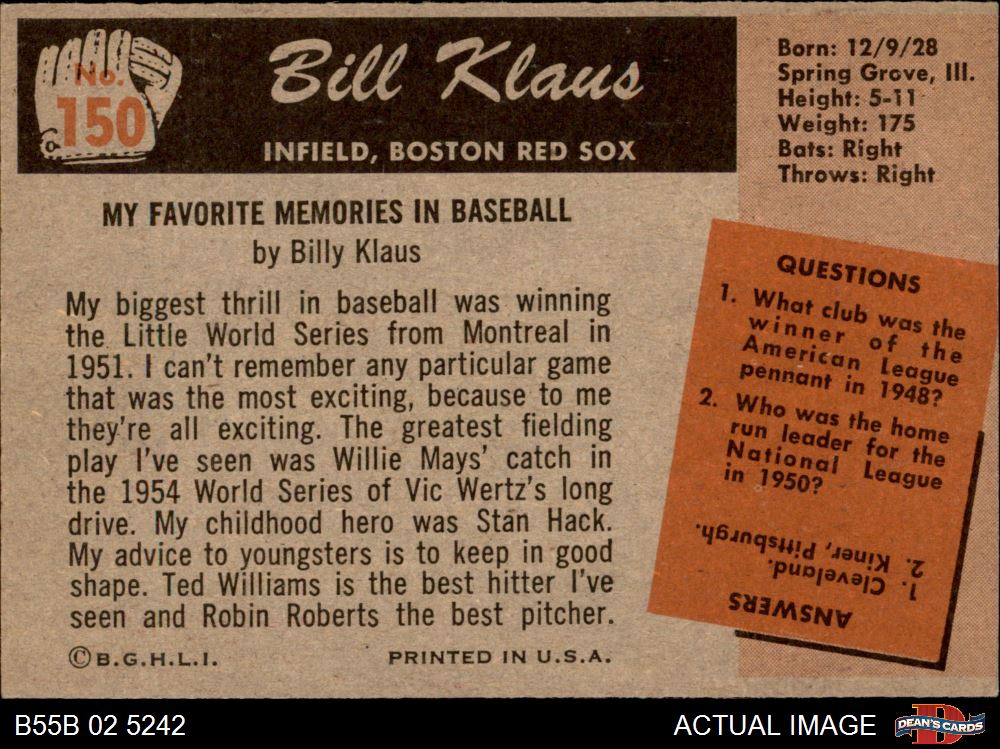 No.
150
Bill Klaus
INFIELD, BOSTON RED SOX
Born: 12/9/28
Spring Grove, Ill.
Height: 5-11
Weight: 175
Bats: Right
Throws: Right
MY FAVORITE MEMORIES IN BASEBALL
by Billy Klaus
My biggest thrill in baseball was winning
the Little World Series from Montreal in
1951. I can't remember any particular game
that was the most exciting, because to me
they're all exciting. The greatest fielding
play I've seen was Willie Mays' catch in
the 1954 World Series of Vic Wertz's long
drive. My childhood hero was Stan Hack.
My advice to youngsters is to keep in good
shape. Ted Williams is the best hitter I've
seen and Robin Roberts the best pitcher.
©B.G.H.L.I.
PRINTED IN U.S.A.
QUESTIONS
1. What club was the
winner of the
American League
pennant in 1948?
2. Who was the home
run leader for the
National League
in 1950?
ANSWERS
1. Cleveland.
2. Kiner, Pittsburgh.
B55B 02 5242
ACTUAL IMAGE
DEAN'S CARDS